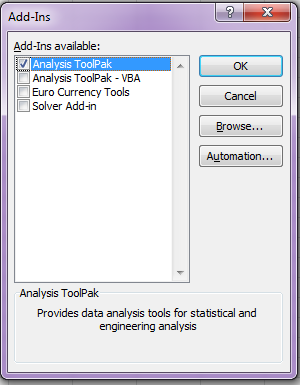 Add-Ins
Add-Ins available:
Analysis ToolPak
Analysis ToolPak - VBA
Euro Currency Tools
Solver Add-in
OK
Cancel
Browse...
Automation...
Analysis ToolPak
Provides data analysis tools for statistical and
engineering analysis